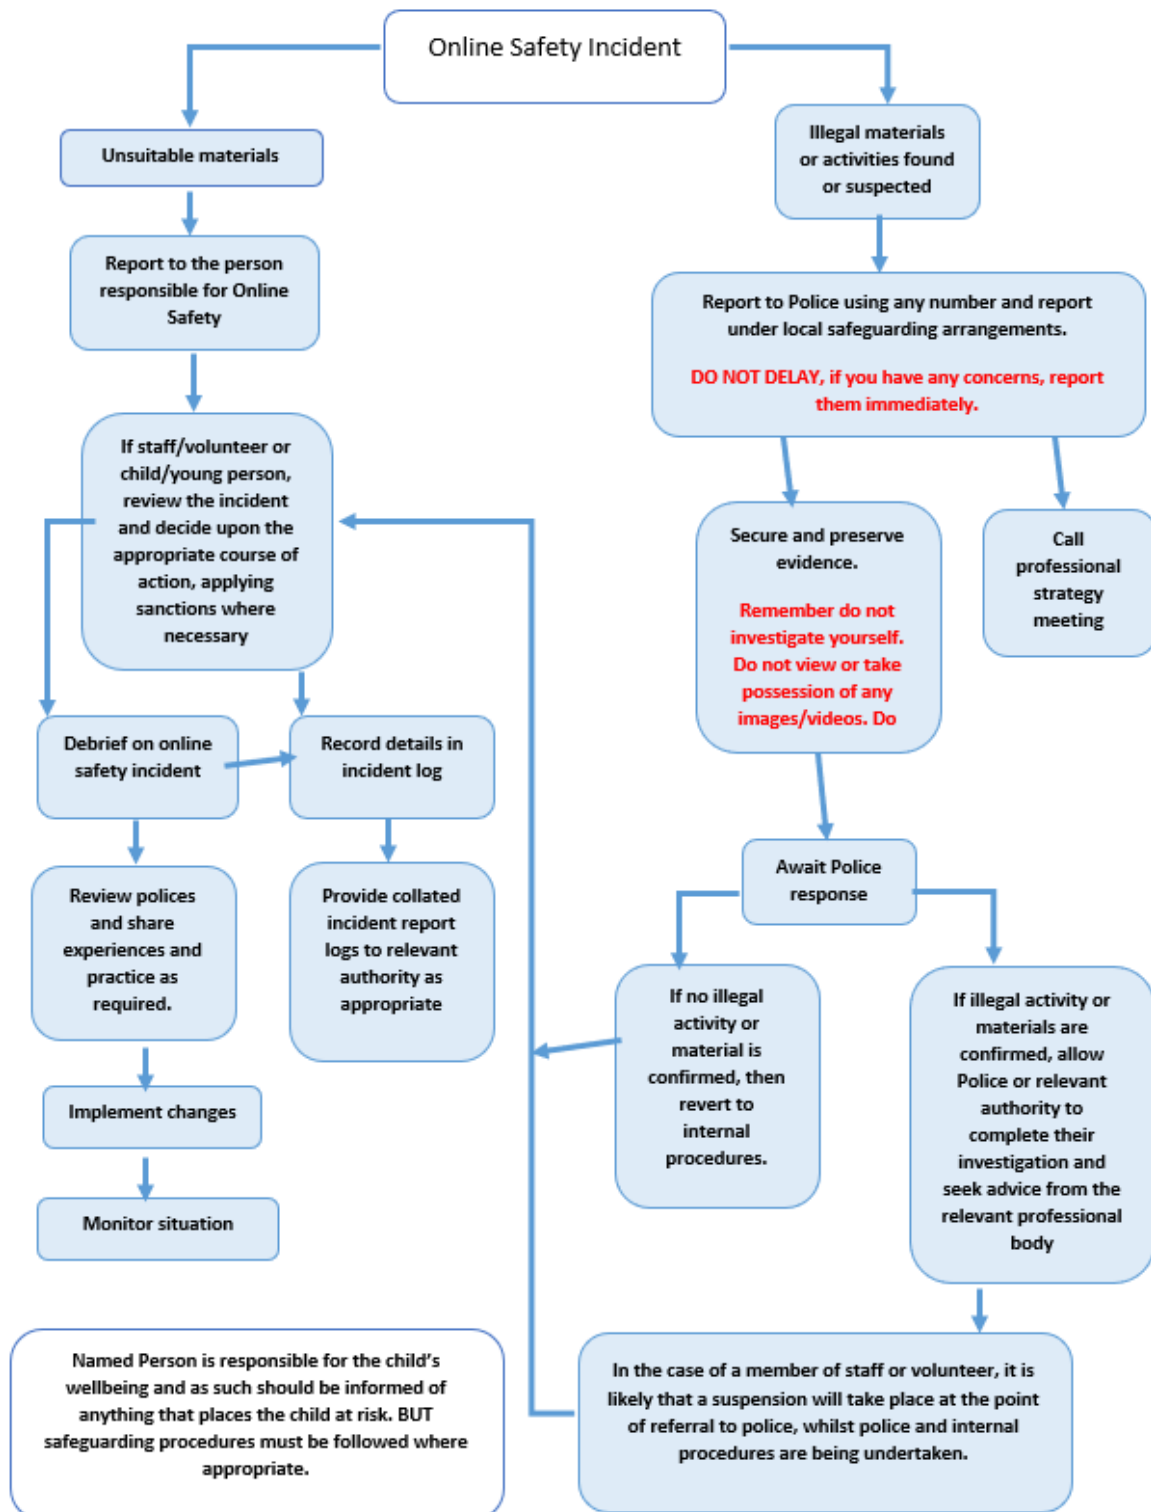 Online Safety Incident
Unsuitable materials
Report to the person
responsible for Online
Safety
If staff/volunteer or
child/young person,
review the incident
and decide upon the
appropriate course of
action, applying
sanctions where
necessary
Debrief on online
safety incident
Record details in
incident log
Review polices
and share
experiences and
practice as
required.
Provide collated
incident report
logs to relevant
authority as
appropriate
Implement changes
Monitor situation
Illegal materials
or activities found
or suspected
Report to Police using any number and report
under local safeguarding arrangements.
DO NOT DELAY, if you have any concerns, report
them immediately.
Secure and preserve
evidence.
Remember do not
investigate yourself.
Do not view or take
possession of any
images/videos. Do
Call
professional
strategy
meeting
Await Police
response
If no illegal
activity or
material is
confirmed, then
revert to
internal
procedures.
If illegal activity or
materials are
confirmed, allow
Police or relevant
authority to
complete their
investigation and
seek advice from the
relevant professional
body
In the case of a member of staff or volunteer, it is
likely that a suspension will take place at the point
of referral to police, whilst police and internal
procedures are being undertaken.
Named Person is responsible for the child's
wellbeing and as such should be informed of
anything that places the child at risk. BUT
safeguarding procedures must be followed where
appropriate.